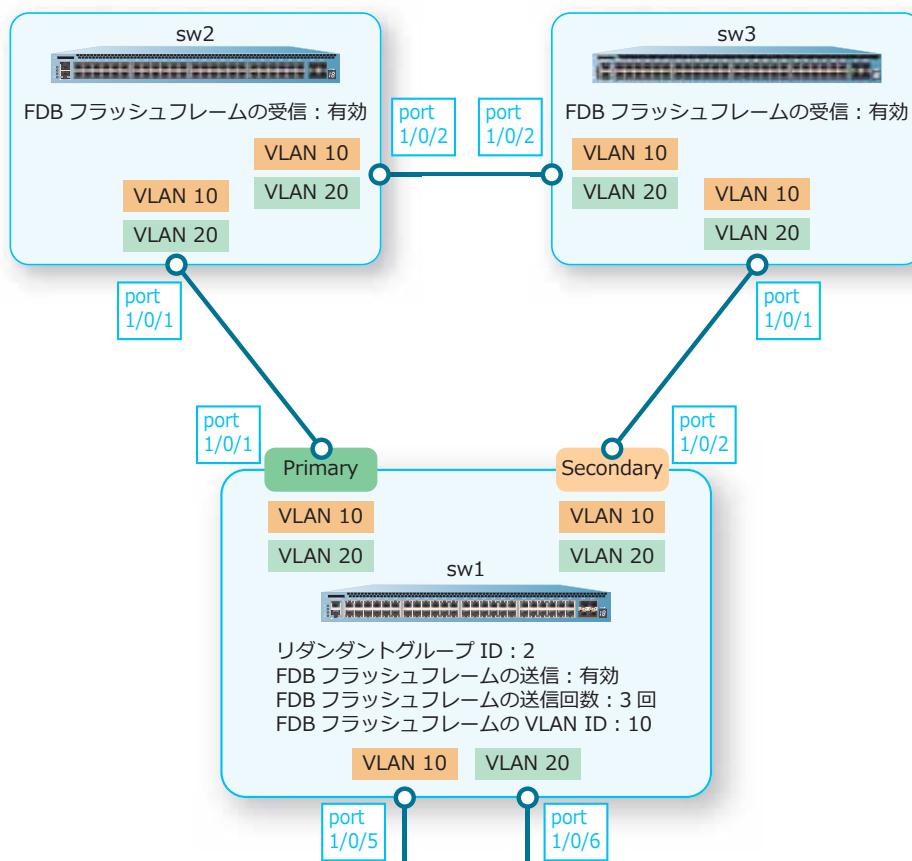 sw2
FDB フラッシュフレームの受信：有効
VLAN 10
VLAN 20
VLAN 10
VLAN 20
port
1/0/2
port
1/0/1
sw3
FDB フラッシュフレームの受信：有効
port
1/0/2
VLAN 10
VLAN 20
VLAN 10
VLAN 20
port
1/0/1
port
1/0/1
Primary
VLAN 10
VLAN 20
Secondary
port
1/0/2
VLAN 10
VLAN 20
sw1
リダンダントグループ ID：2
FDB フラッシュフレームの送信：有効
FDB フラッシュフレームの送信回数：3 回
FDB フラッシュフレームの VLAN ID：10
VLAN 10
VLAN 20
port
1/0/5
port
1/0/6